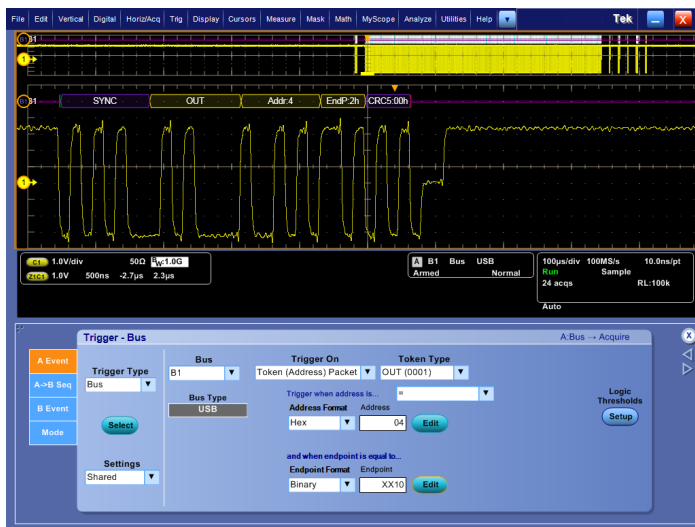 File Edit Vertical Digital Horiz/Acq Trig Display Cursors Measure Mask Math MyScope Analyze Utilities Help Tek X
B1 B1
1
B1 B1 SYNC OUT Addr:4 EndP:2h CRC5:00h
1
C1 1.0V/div 50Ω BW:1.0G
Z1C1 1.0V 500ns -2.7µs 2.3µs
A B1 Bus USB
Armed Normal
100µs/div 100MS/s 10.0ns/pt
Run Sample
24 acqs RL:100k
Auto
Trigger - Bus A:Bus → Acquire X
A Event
A->B Seq
B Event
Mode
Trigger Type
Bus
Select
Settings
Shared
Bus
B1
Bus Type
USB
Trigger On Token Type
Token (Address) Packet OUT (0001)
Trigger when address is... =
Address Format Address
Hex 04 Edit
and when endpoint is equal to...
Endpoint Format Endpoint
Binary XX10 Edit
Logic
Thresholds
Setup